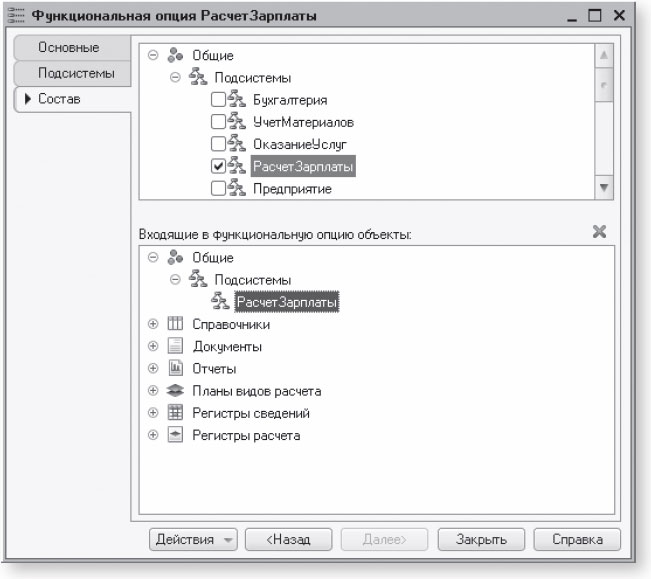 Функциональная опция РасчетЗарплаты
Основные
Подсистемы
Состав
Общие
Подсистемы
Бухгалтерия
УчетМатериалов
ОказаниеУслуг
РасчетЗарплаты
Предприятие
Входящие в функциональную опцию объекты:
Общие
Подсистемы
РасчетЗарплаты
Справочники
Документы
Отчеты
Планы видов расчета
Регистры сведений
Регистры расчета
Действия
<Назад
Далее>
Закрыть
Справка